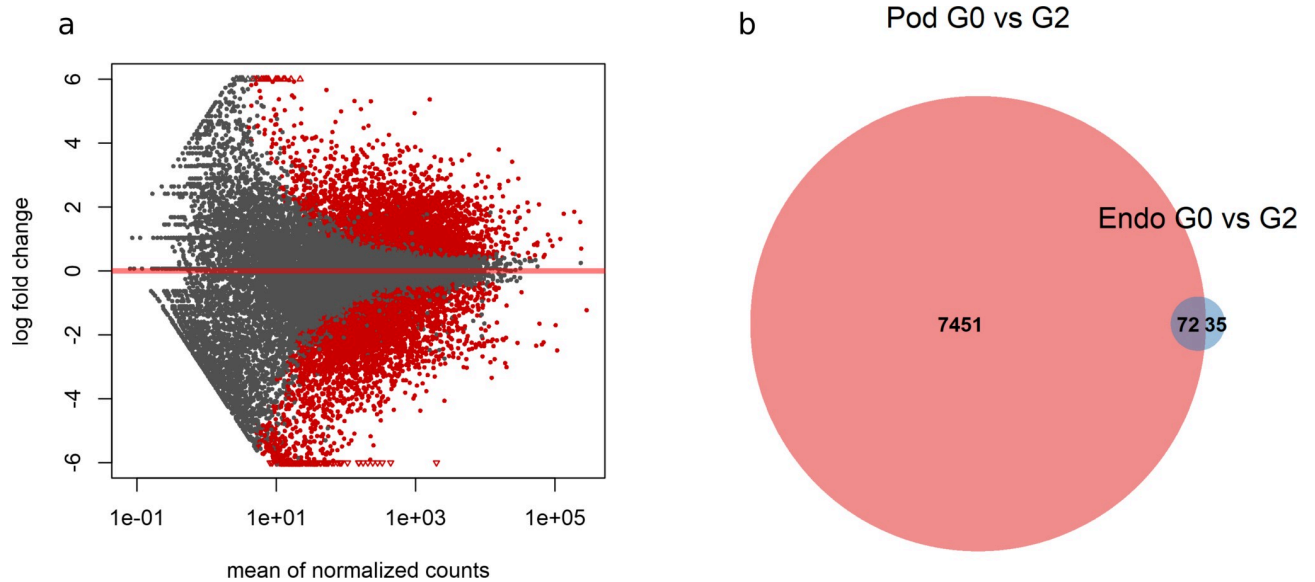 a
6
4
2
0
-2
-4
-6
log fold change
1e-01 1e+01 1e+03 1e+05
mean of normalized counts
b
Pod G0 vs G2
Endo G0 vs G2
7451
72 35